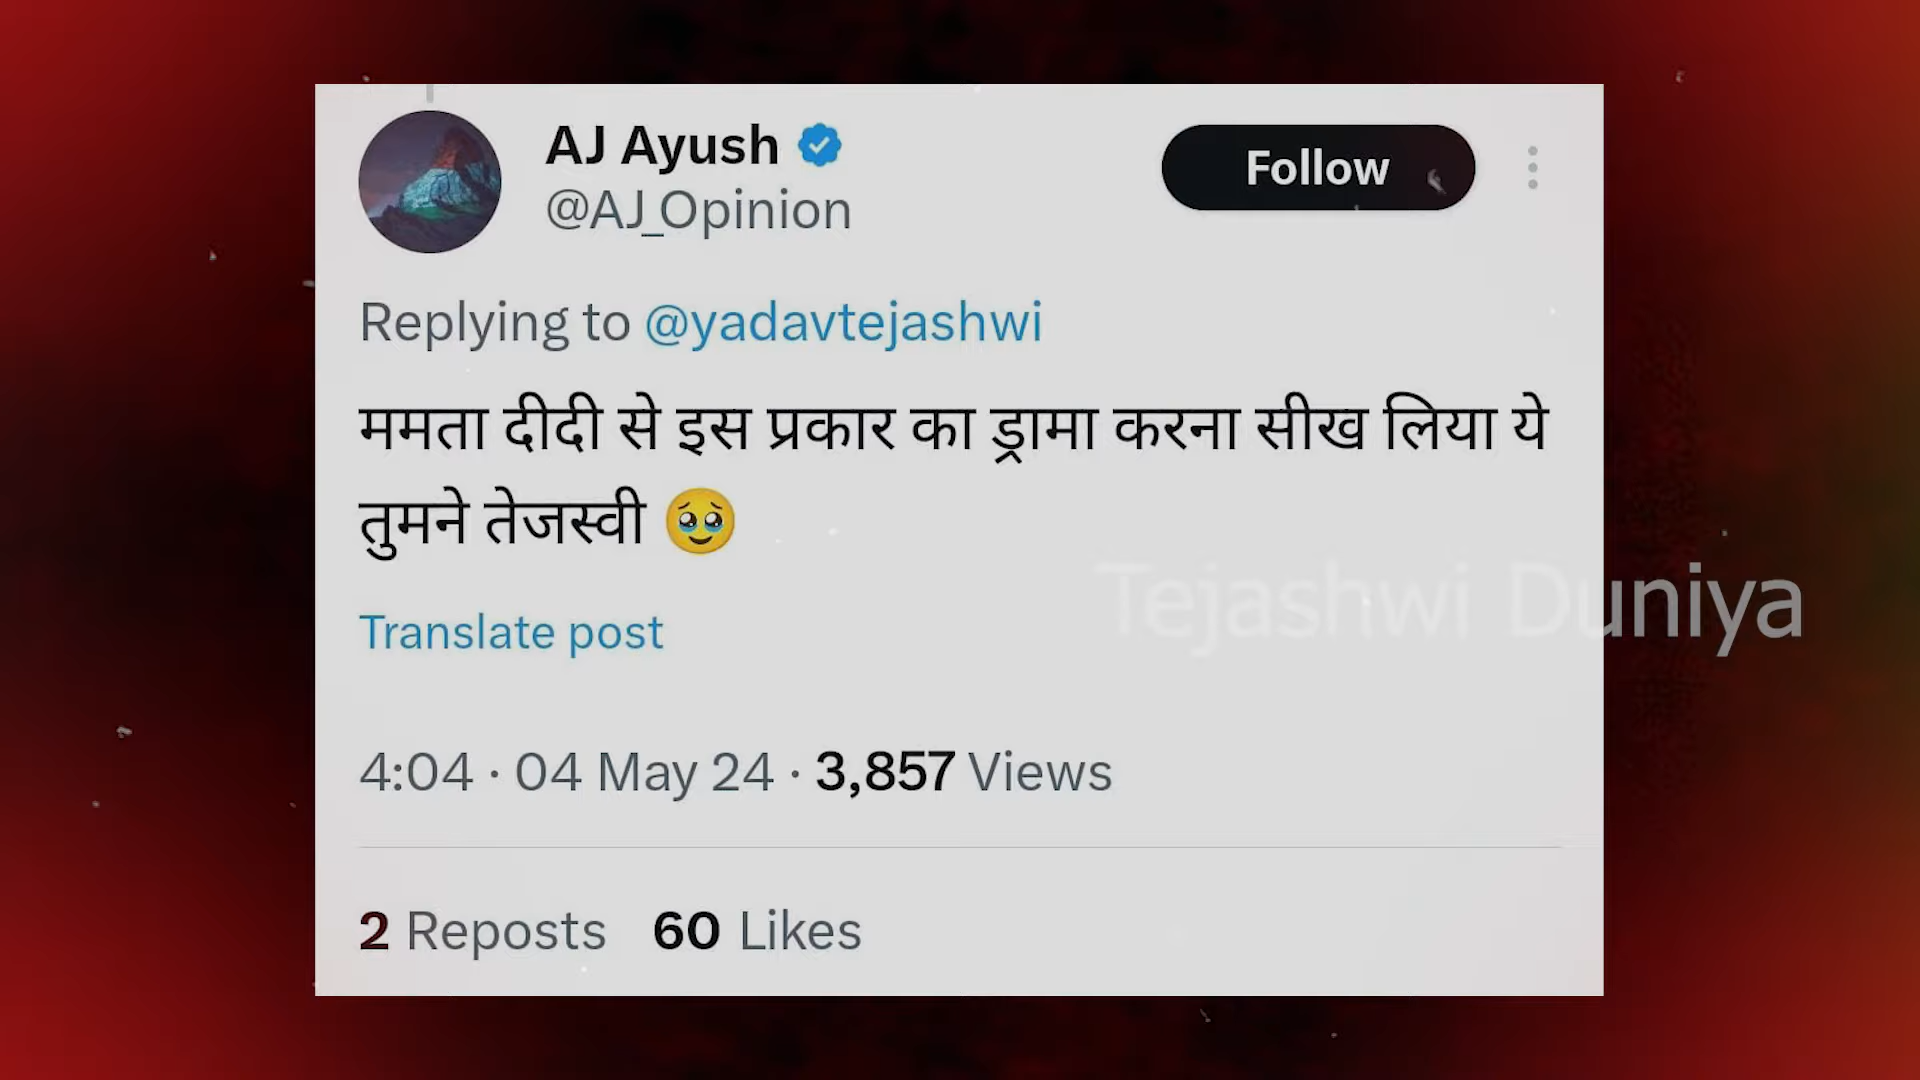 AJ Ayush
@AJ_Opinion
Follow
Replying to @yadavtejashwi
ममता दीदी से इस प्रकार का ड्रामा करना सीख लिया ये
तुमने तेजस्वी 🥹
Tejashwi Duniya
Translate post
4:04 · 04 May 24 · 3,857 Views
2 Reposts 60 Likes